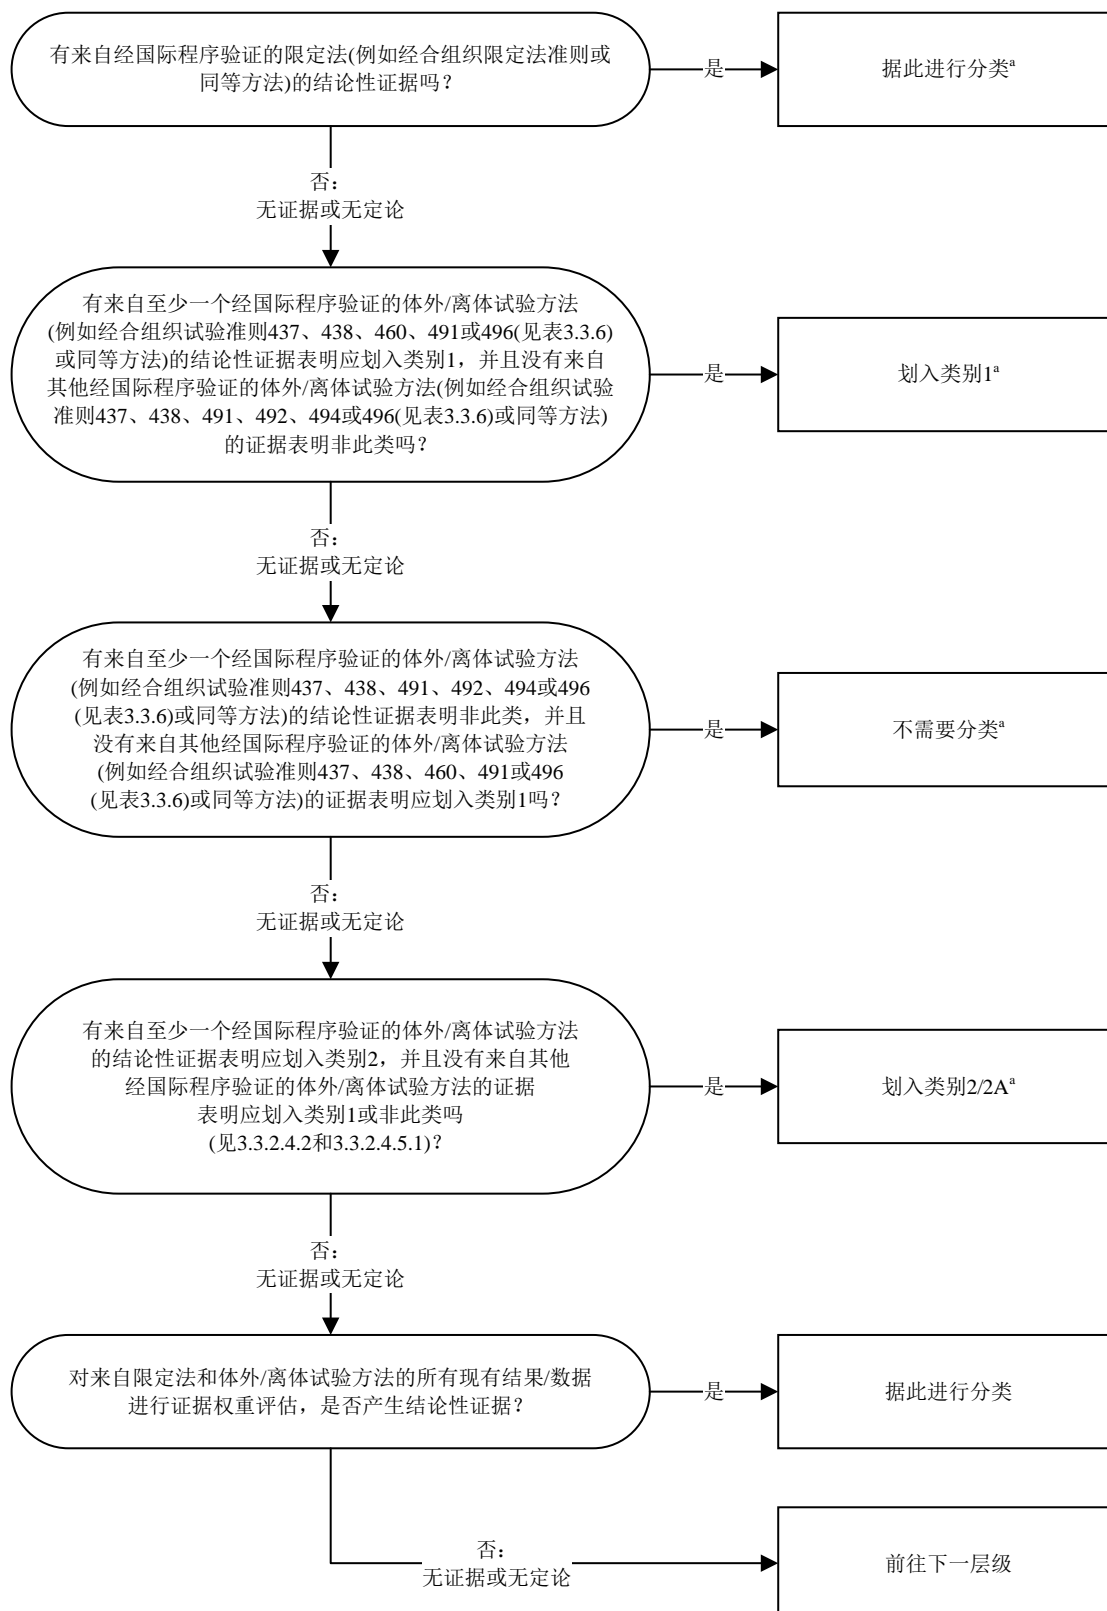 有来自经国际程序验证的限定法(例如经合组织限定法准则或
同等方法)的结论性证据吗？
是
据此进行分类ᵃ
否：
无证据或无定论
有来自至少一个经国际程序验证的体外/离体试验方法
(例如经合组织试验准则437、438、460、491或496(见表3.3.6)
或同等方法)的结论性证据表明应划入类别1，并且没有来自
其他经国际程序验证的体外/离体试验方法(例如经合组织试验
准则437、438、491、492、494或496(见表3.3.6)或同等方法)
的证据表明非此类吗？
是
划入类别1ᵃ
否：
无证据或无定论
有来自至少一个经国际程序验证的体外/离体试验方法
(例如经合组织试验准则437、438、491、492、494或496
(见表3.3.6)或同等方法)的结论性证据表明非此类，并且
没有来自其他经国际程序验证的体外/离体试验方法
(例如经合组织试验准则437、438、460、491或496
(见表3.3.6)或同等方法)的证据表明应划入类别1吗？
是
不需要分类ᵃ
否：
无证据或无定论
有来自至少一个经国际程序验证的体外/离体试验方法
的结论性证据表明应划入类别2，并且没有来自其他
经国际程序验证的体外/离体试验方法的证据
表明应划入类别1或非此类吗
(见3.3.2.4.2和3.3.2.4.5.1)？
是
划入类别2/2Aᵃ
否：
无证据或无定论
对来自限定法和体外/离体试验方法的所有现有结果/数据
进行证据权重评估，是否产生结论性证据？
是
据此进行分类
否：
无证据或无定论
前往下一层级